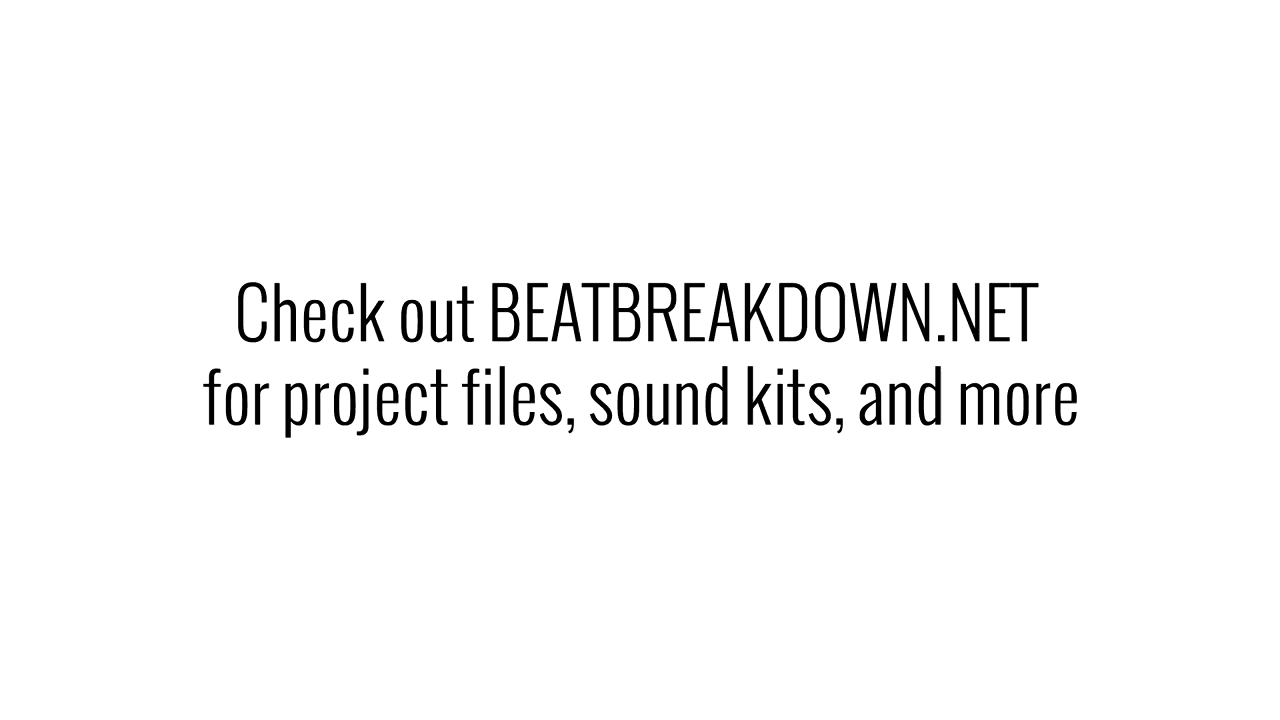 Check out BEATBREAKDOWN.NET
for project files, sound kits, and more